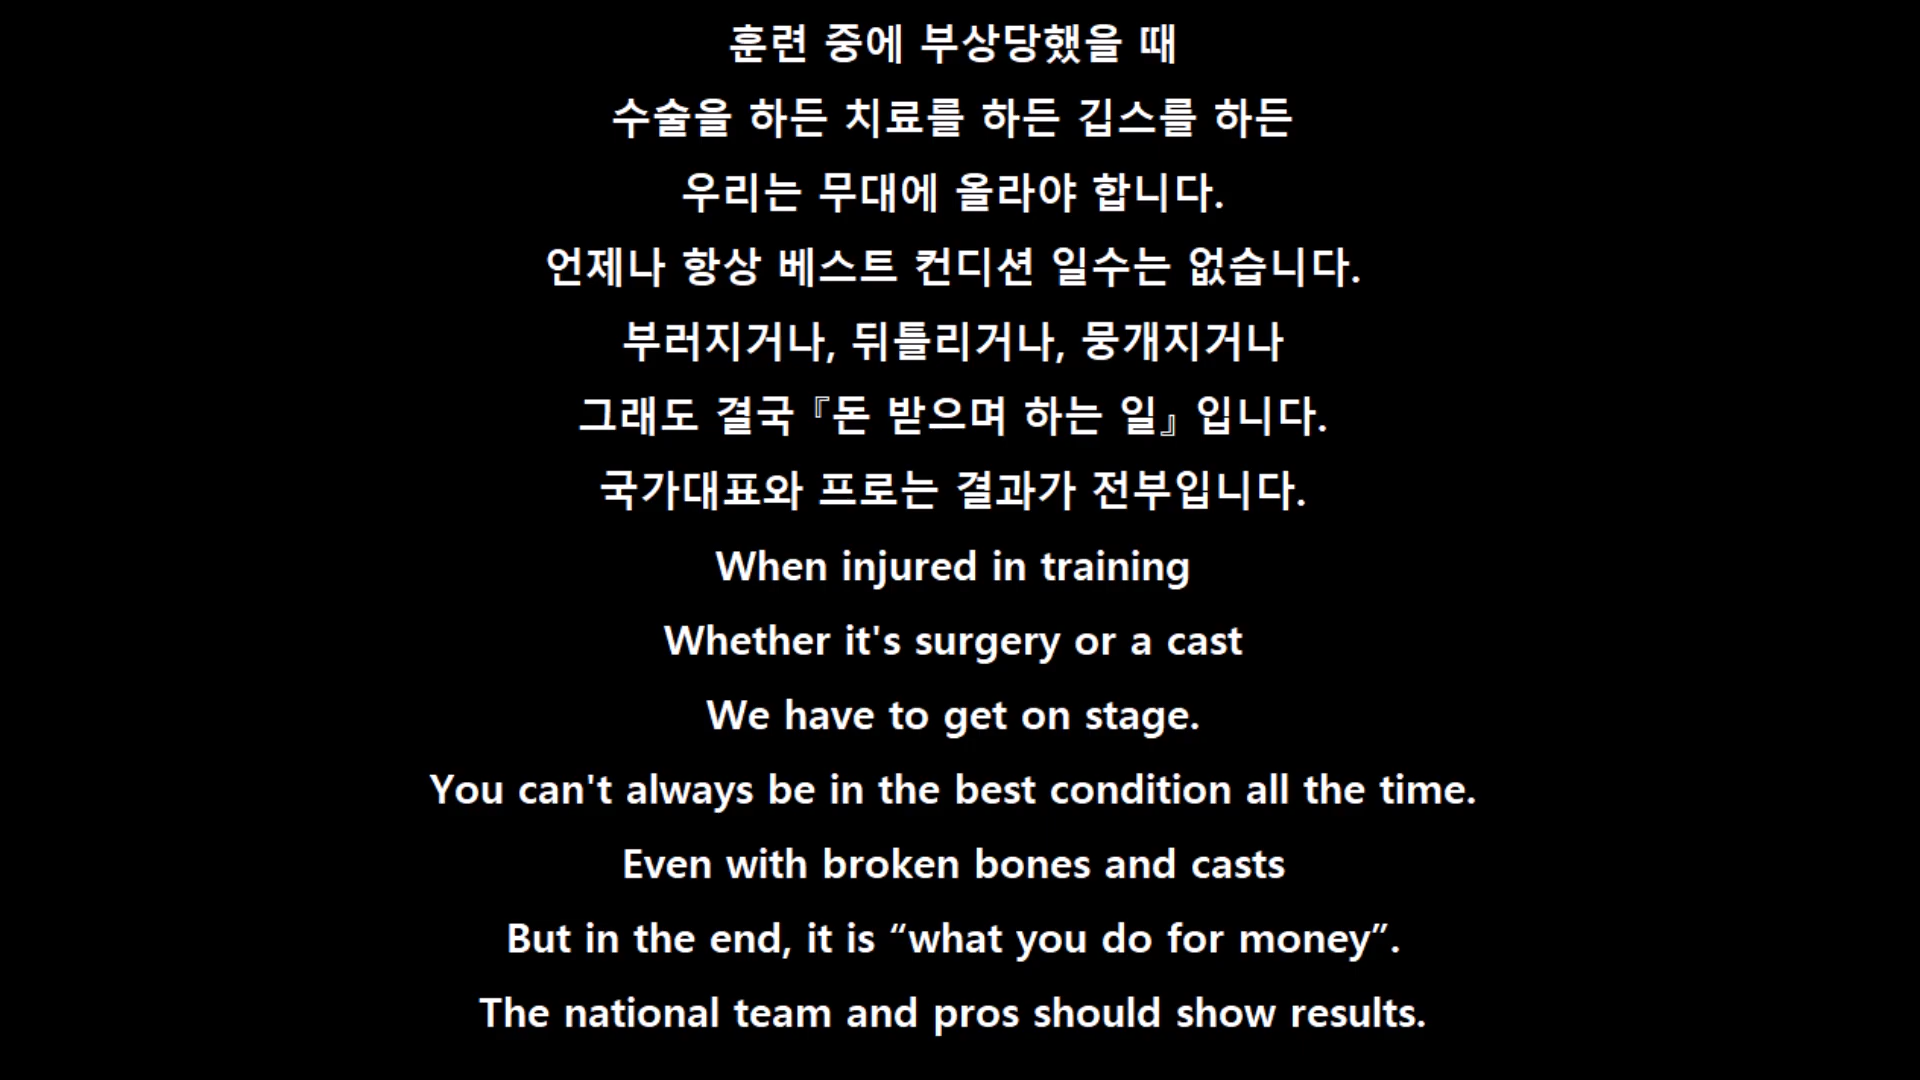 훈련 중에 부상당했을 때
수술을 하든 치료를 하든 깁스를 하든
우리는 무대에 올라야 합니다.
언제나 항상 베스트 컨디션 일수는 없습니다.
부러지거나, 뒤틀리거나, 뭉개지거나
그래도 결국 『돈 받으며 하는 일』 입니다.
국가대표와 프로는 결과가 전부입니다.
When injured in training
Whether it's surgery or a cast
We have to get on stage.
You can't always be in the best condition all the time.
Even with broken bones and casts
But in the end, it is “what you do for money”.
The national team and pros should show results.